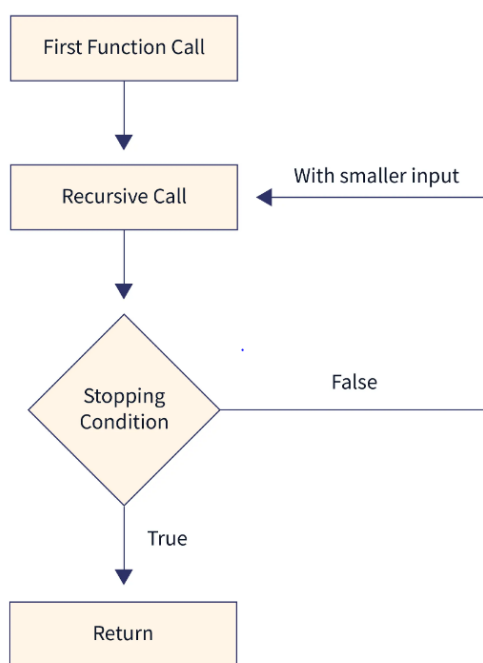 First Function Call
With smaller input
Recursive Call
False
Stopping
Condition
True
Return